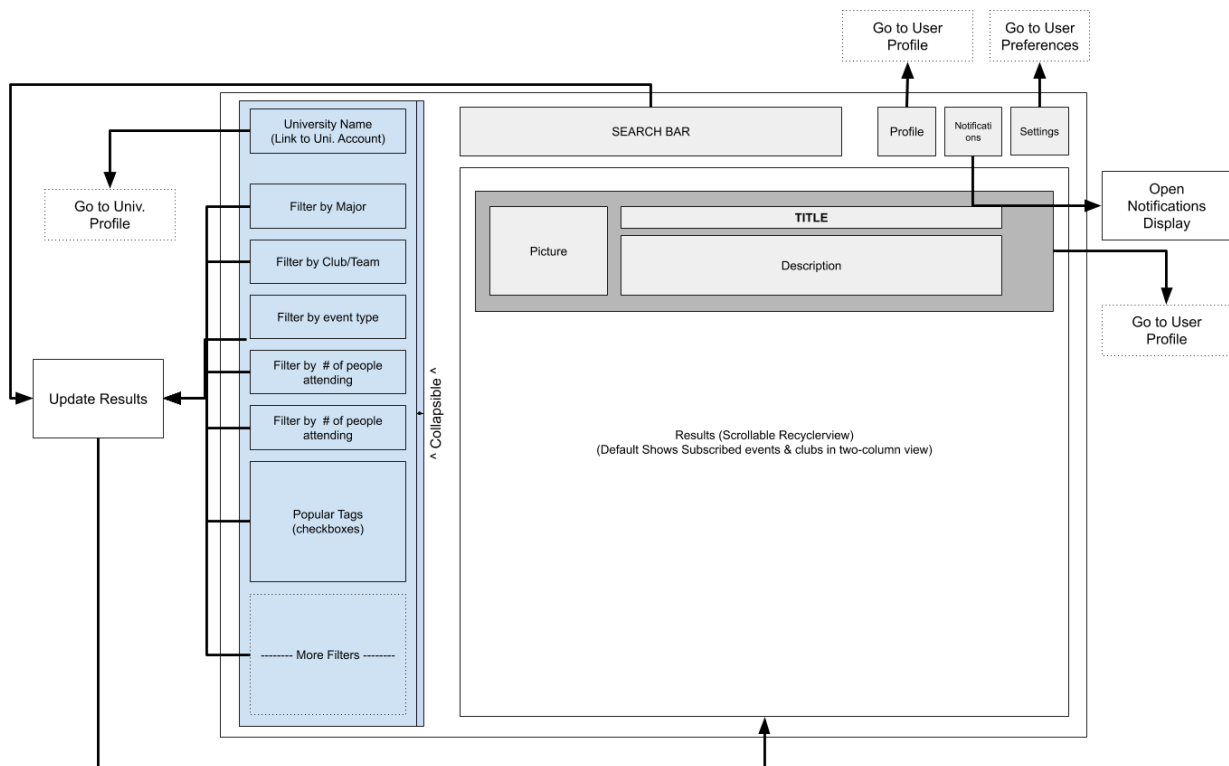 Go to User
Profile
Go to User
Preferences
University Name
(Link to Uni. Account)
SEARCH BAR
Profile
Notificati
ons
Settings
Go to Univ.
Profile
Filter by Major
Filter by Club/Team
Filter by event type
Filter by # of people
attending
Filter by # of people
attending
Popular Tags
(checkboxes)
-------- More Filters --------
^ Collapsible ^
Picture
TITLE
Description
Open
Notifications
Display
Go to User
Profile
Update Results
Results (Scrollable Recyclerview)
(Default Shows Subscribed events & clubs in two-column view)